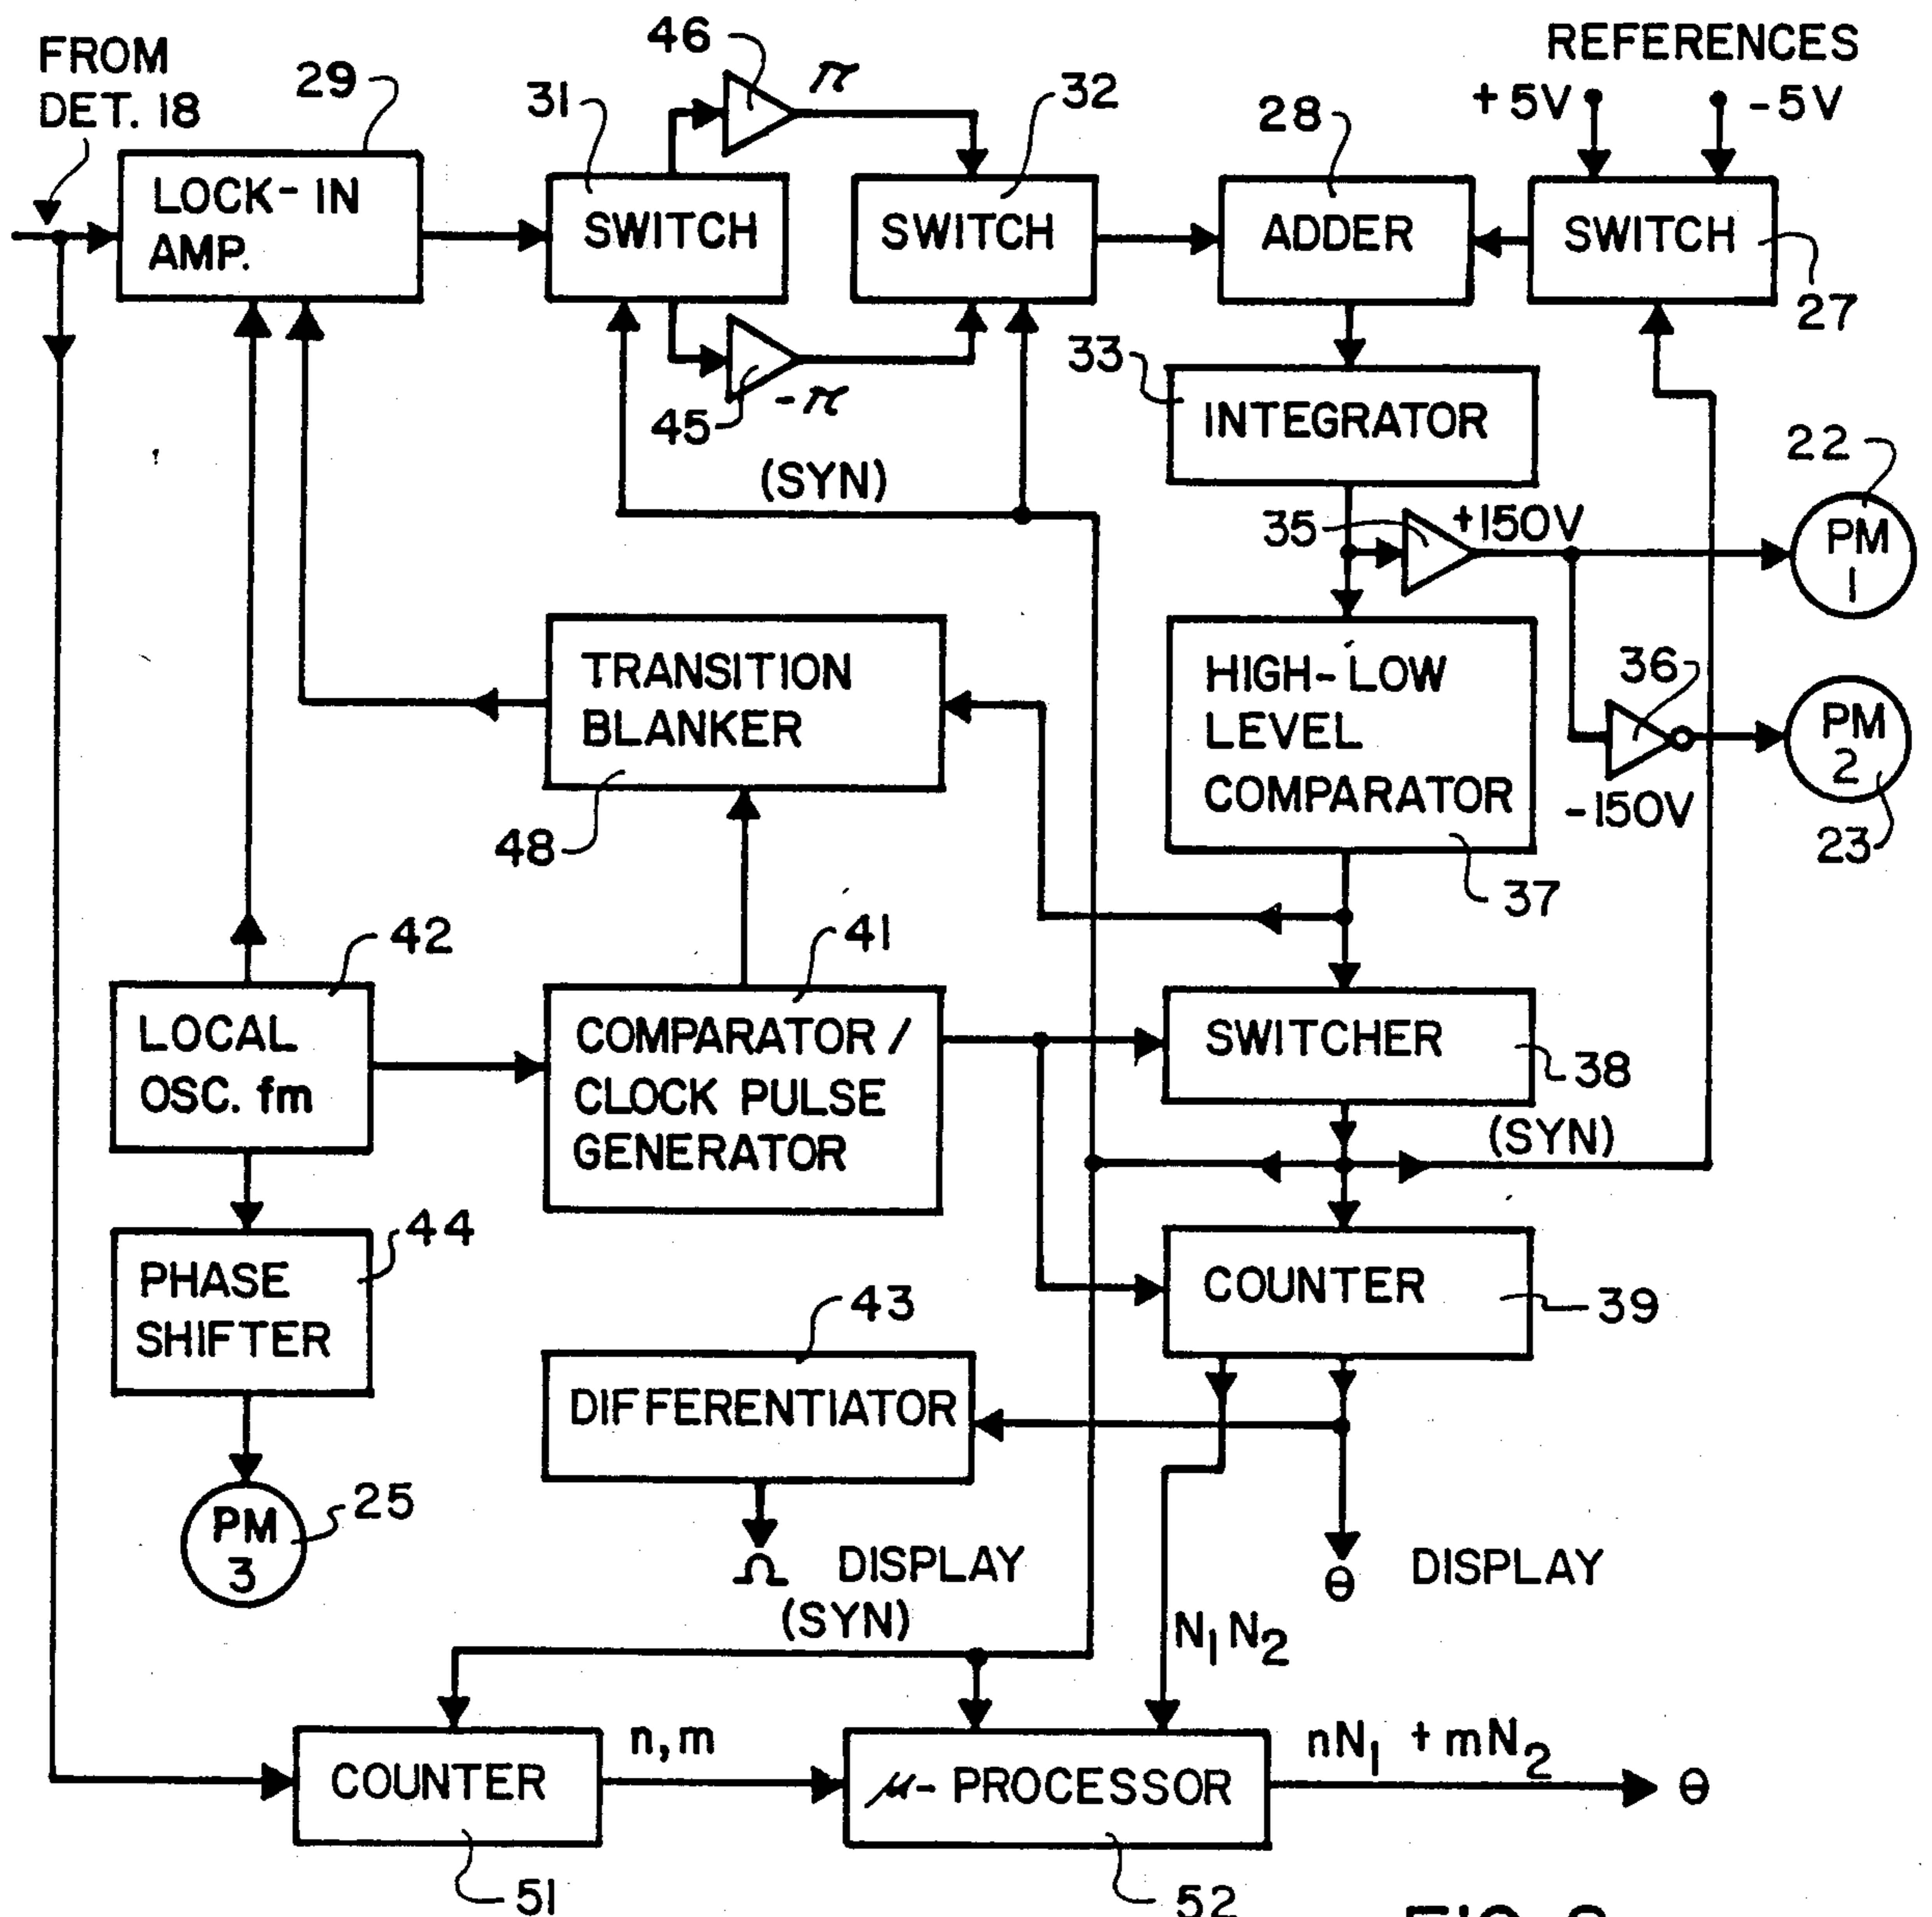 FROM
DET. 18
29
31
46
π
32
28
REFERENCES
+5V
-5V
LOCK-IN
AMP.
SWITCH
SWITCH
ADDER
SWITCH
27
45
-π
33
INTEGRATOR
(SYN)
35
+150V
22
PM
1
TRANSITION
BLANKER
48
HIGH-LOW
LEVEL
COMPARATOR
37
36
-150V
PM
2
23
42
41
LOCAL
OSC. fm
COMPARATOR/
CLOCK PULSE
GENERATOR
SWITCHER
38
(SYN)
44
PHASE
SHIFTER
43
DIFFERENTIATOR
COUNTER
39
PM
3
25
Ω DISPLAY
(SYN)
θ DISPLAY
N₁N₂
COUNTER
51
n,m
μ-PROCESSOR
52
nN₁ + mN₂
θ